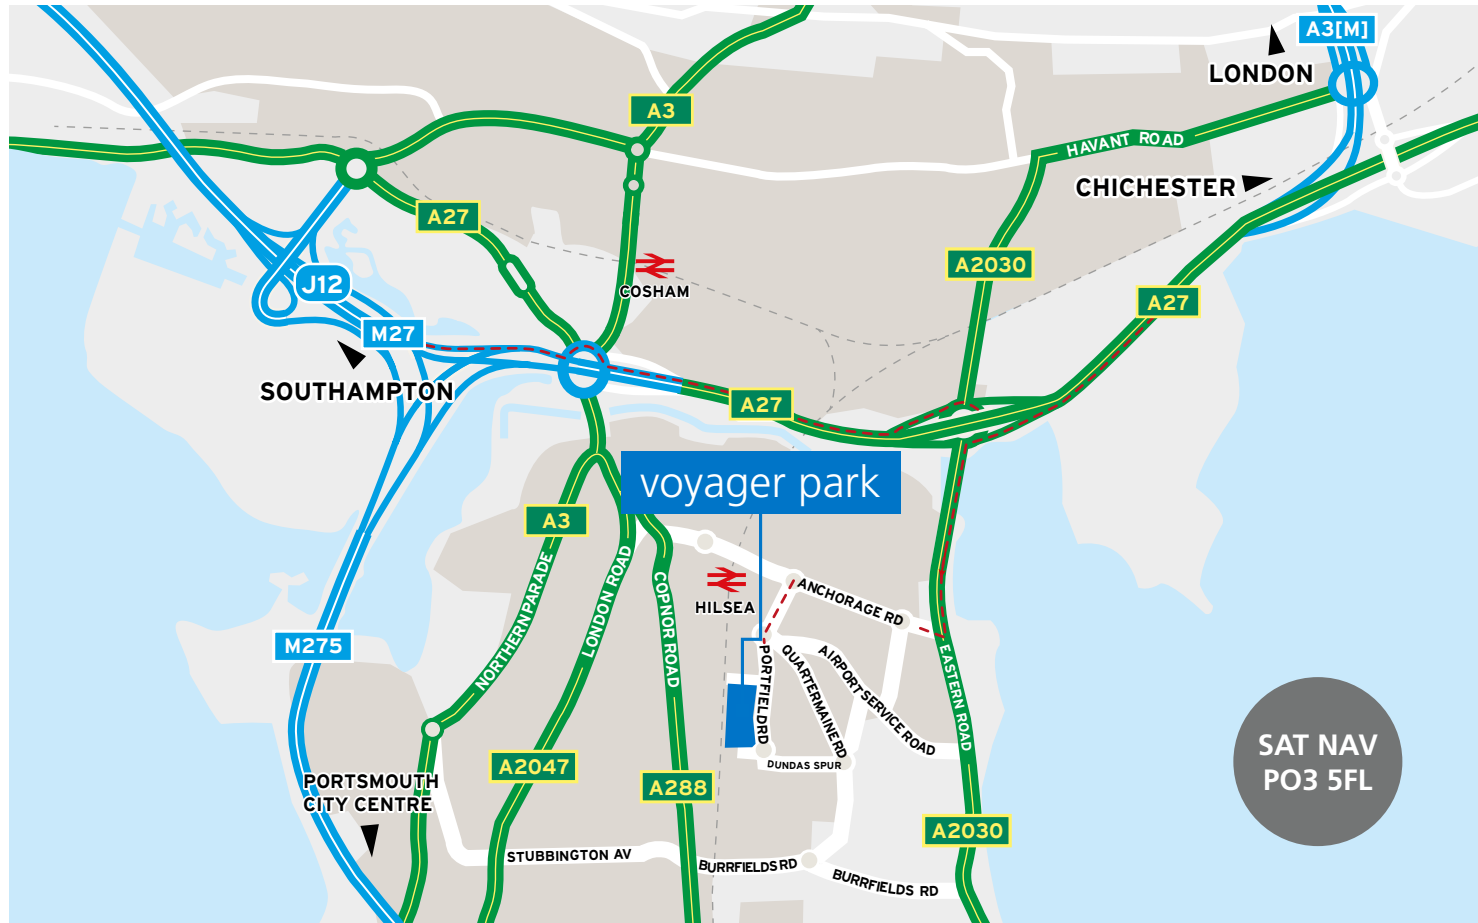 A3[M]
LONDON
A3
HAVANT ROAD
CHICHESTER
A27
A2030
J12
COSHAM
A27
M27
SOUTHAMPTON
A27
voyager park
A3
NORTHERN PARADE
LONDON ROAD
COPNOR ROAD
HILSEA
ANCHORAGE RD
M275
PORTFIELD RD
QUARTERMAINE RD
AIRPORT SERVICE ROAD
EASTERN ROAD
SAT NAV
PO3 5FL
A2047
DUNDAS SPUR
PORTSMOUTH
CITY CENTRE
A288
A2030
STUBBINGTON AV
BURRFIELDS RD
BURRFIELDS RD